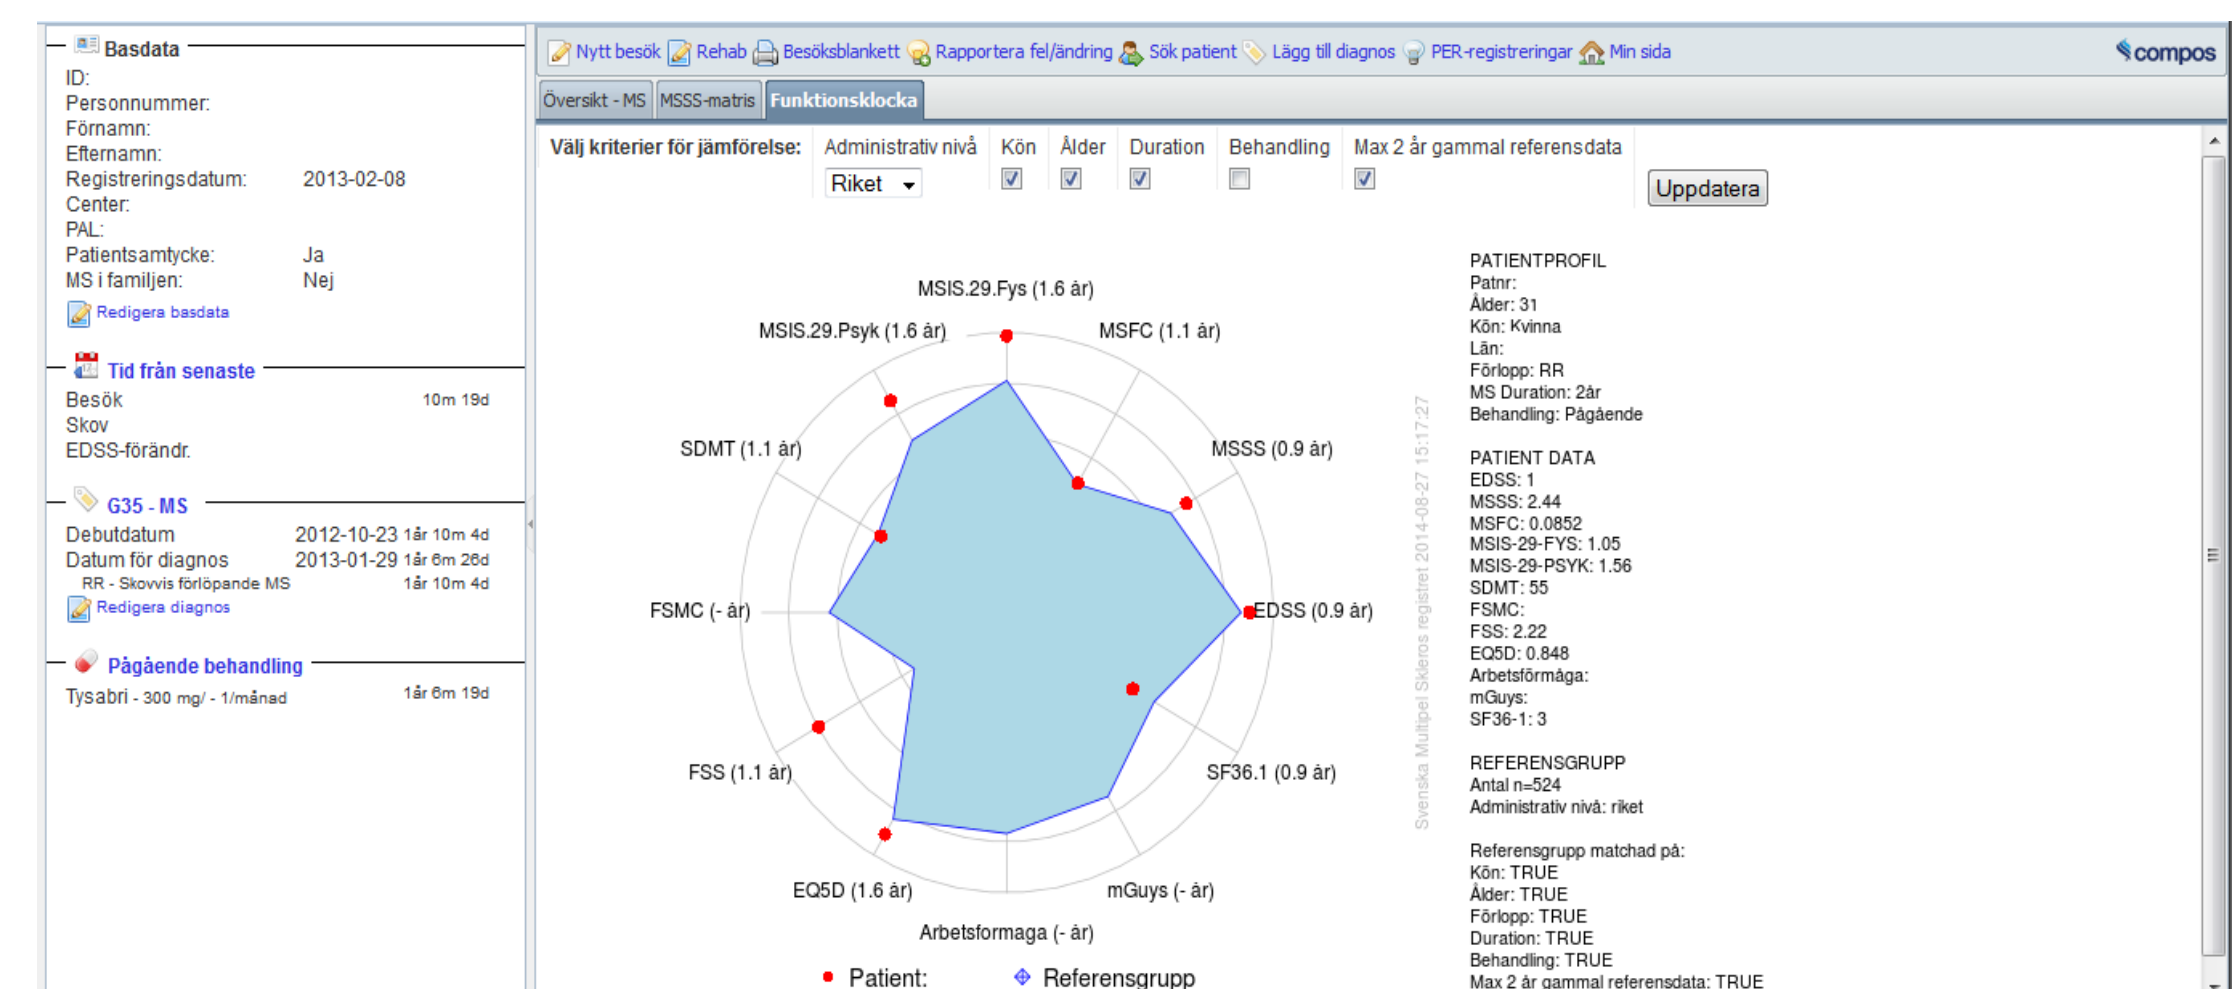 Basdata
ID:
Personnummer:
Förnamn:
Efternamn:
Registreringsdatum: 2013-02-08
Center:
PAL:
Patientsamtycke: Ja
MS i familjen: Nej
Redigera basdata
Tid från senaste
Besök 10m 19d
Skov
EDSS-förändr.
G35 - MS
Debutdatum 2012-10-23 1år 10m 4d
Datum för diagnos 2013-01-29 1år 6m 26d
RR - Skovvis förlöpande MS 1år 10m 4d
Redigera diagnos
Pågående behandling
Tysabri - 300 mg/ - 1/månad 1år 6m 19d
Nytt besök Rehab Besöksblankett Rapportera fel/ändring Sök patient Lägg till diagnos PER-registreringar Min sida
compos
Översikt - MS MSSS-matris Funktionsklocka
Välj kriterier för jämförelse: Administrativ nivå Kön Ålder Duration Behandling Max 2 år gammal referensdata
Riket Uppdatera
MSIS.29.Fys (1.6 år)
MSIS.29.Psyk (1.6 år) MSFC (1.1 år)
SDMT (1.1 år) MSSS (0.9 år)
FSMC (- år) EDSS (0.9 år)
FSS (1.1 år) SF36.1 (0.9 år)
EQ5D (1.6 år) mGuys (- år)
Arbetsformaga (- år)
Patient: Referensgrupp
Svenska Multipel Skleros registret 2014-08-27 15:17:27
PATIENTPROFIL
Patnr:
Ålder: 31
Kön: Kvinna
Län:
Förlopp: RR
MS Duration: 2år
Behandling: Pågående
PATIENT DATA
EDSS: 1
MSSS: 2.44
MSFC: 0.0852
MSIS-29-FYS: 1.05
MSIS-29-PSYK: 1.56
SDMT: 55
FSMC:
FSS: 2.22
EQ5D: 0.848
Arbetsförmåga:
mGuys:
SF36-1: 3
REFERENSGRUPP
Antal n=524
Administrativ nivå: riket
Referensgrupp matchad på:
Kön: TRUE
Ålder: TRUE
Förlopp: TRUE
Duration: TRUE
Behandling: TRUE
Max 2 år gammal referensdata: TRUE